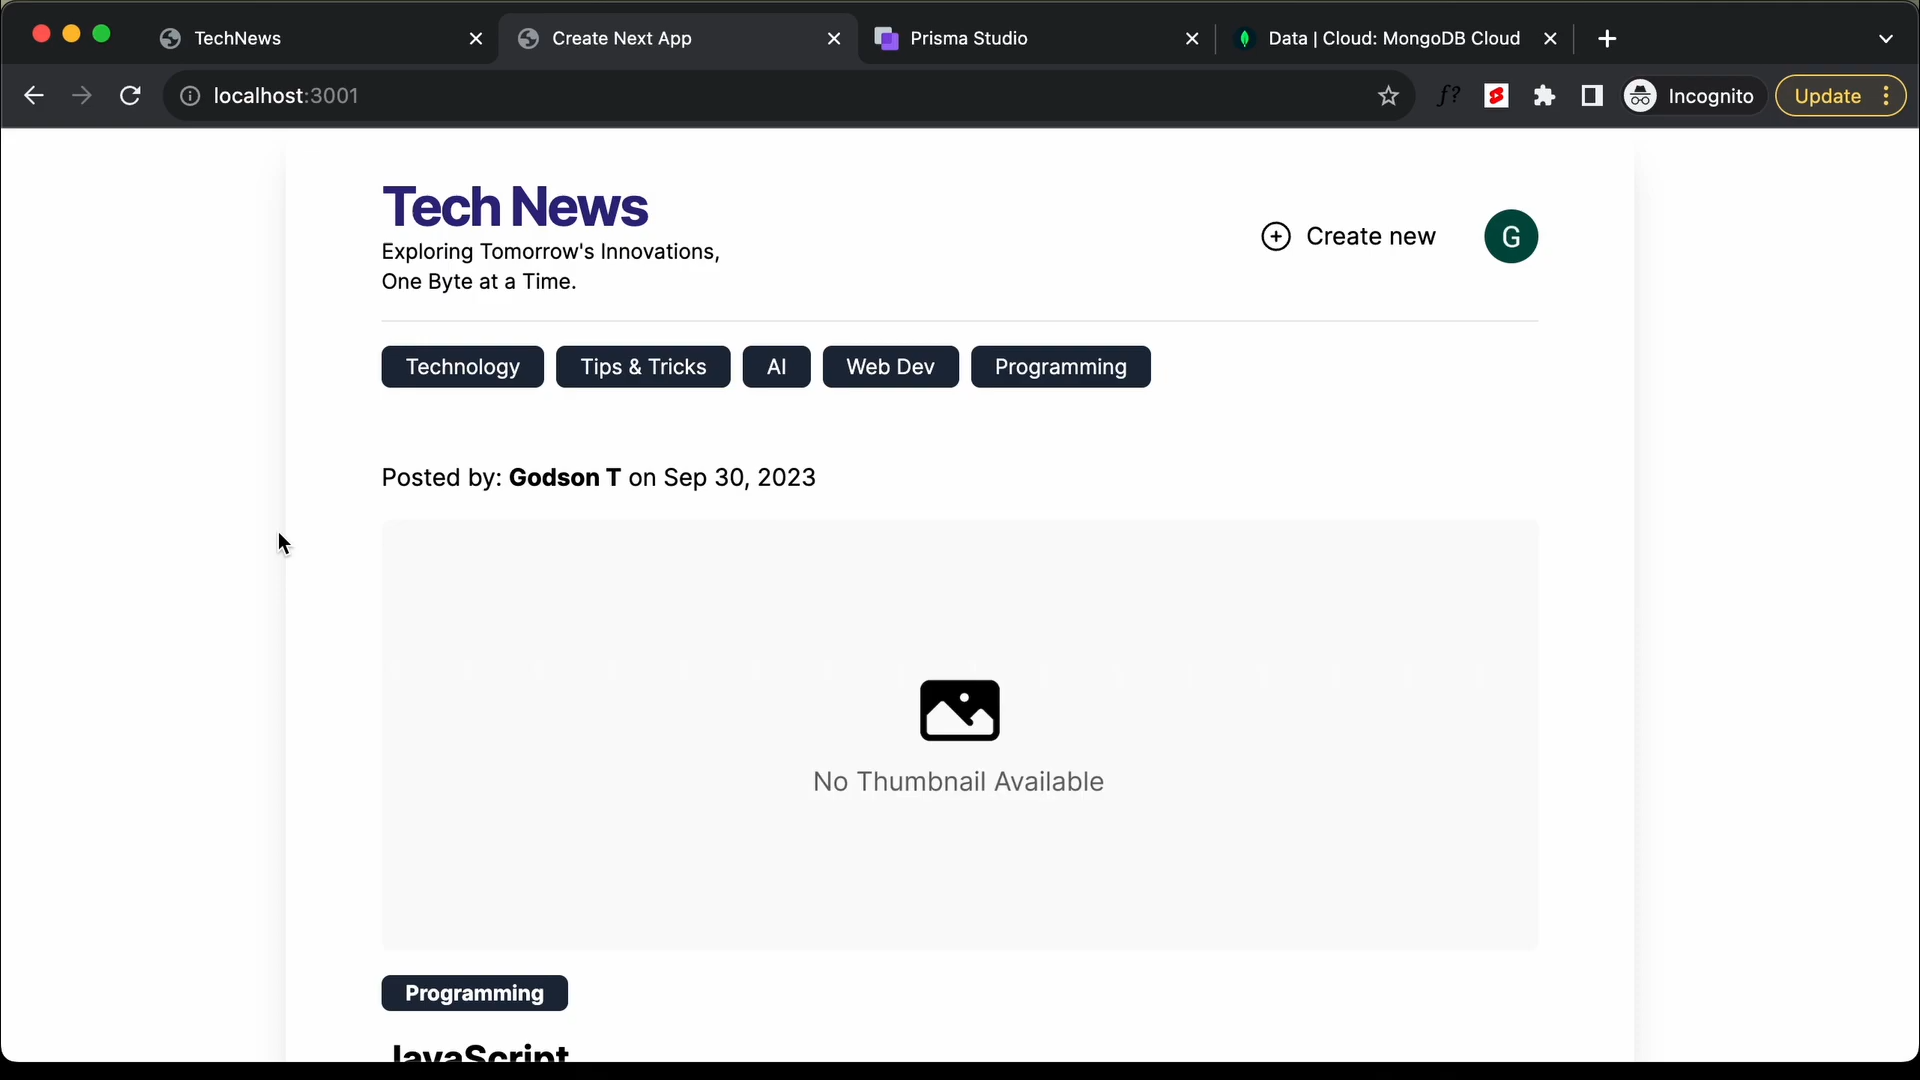 TechNews
Create Next App
Prisma Studio
Data | Cloud: MongoDB Cloud
localhost:3001
f?
Incognito
Update
Tech News
Exploring Tomorrow's Innovations,
One Byte at a Time.
Create new
G
Technology
Tips & Tricks
AI
Web Dev
Programming
Posted by: Godson T on Sep 30, 2023
No Thumbnail Available
Programming
JavaScript